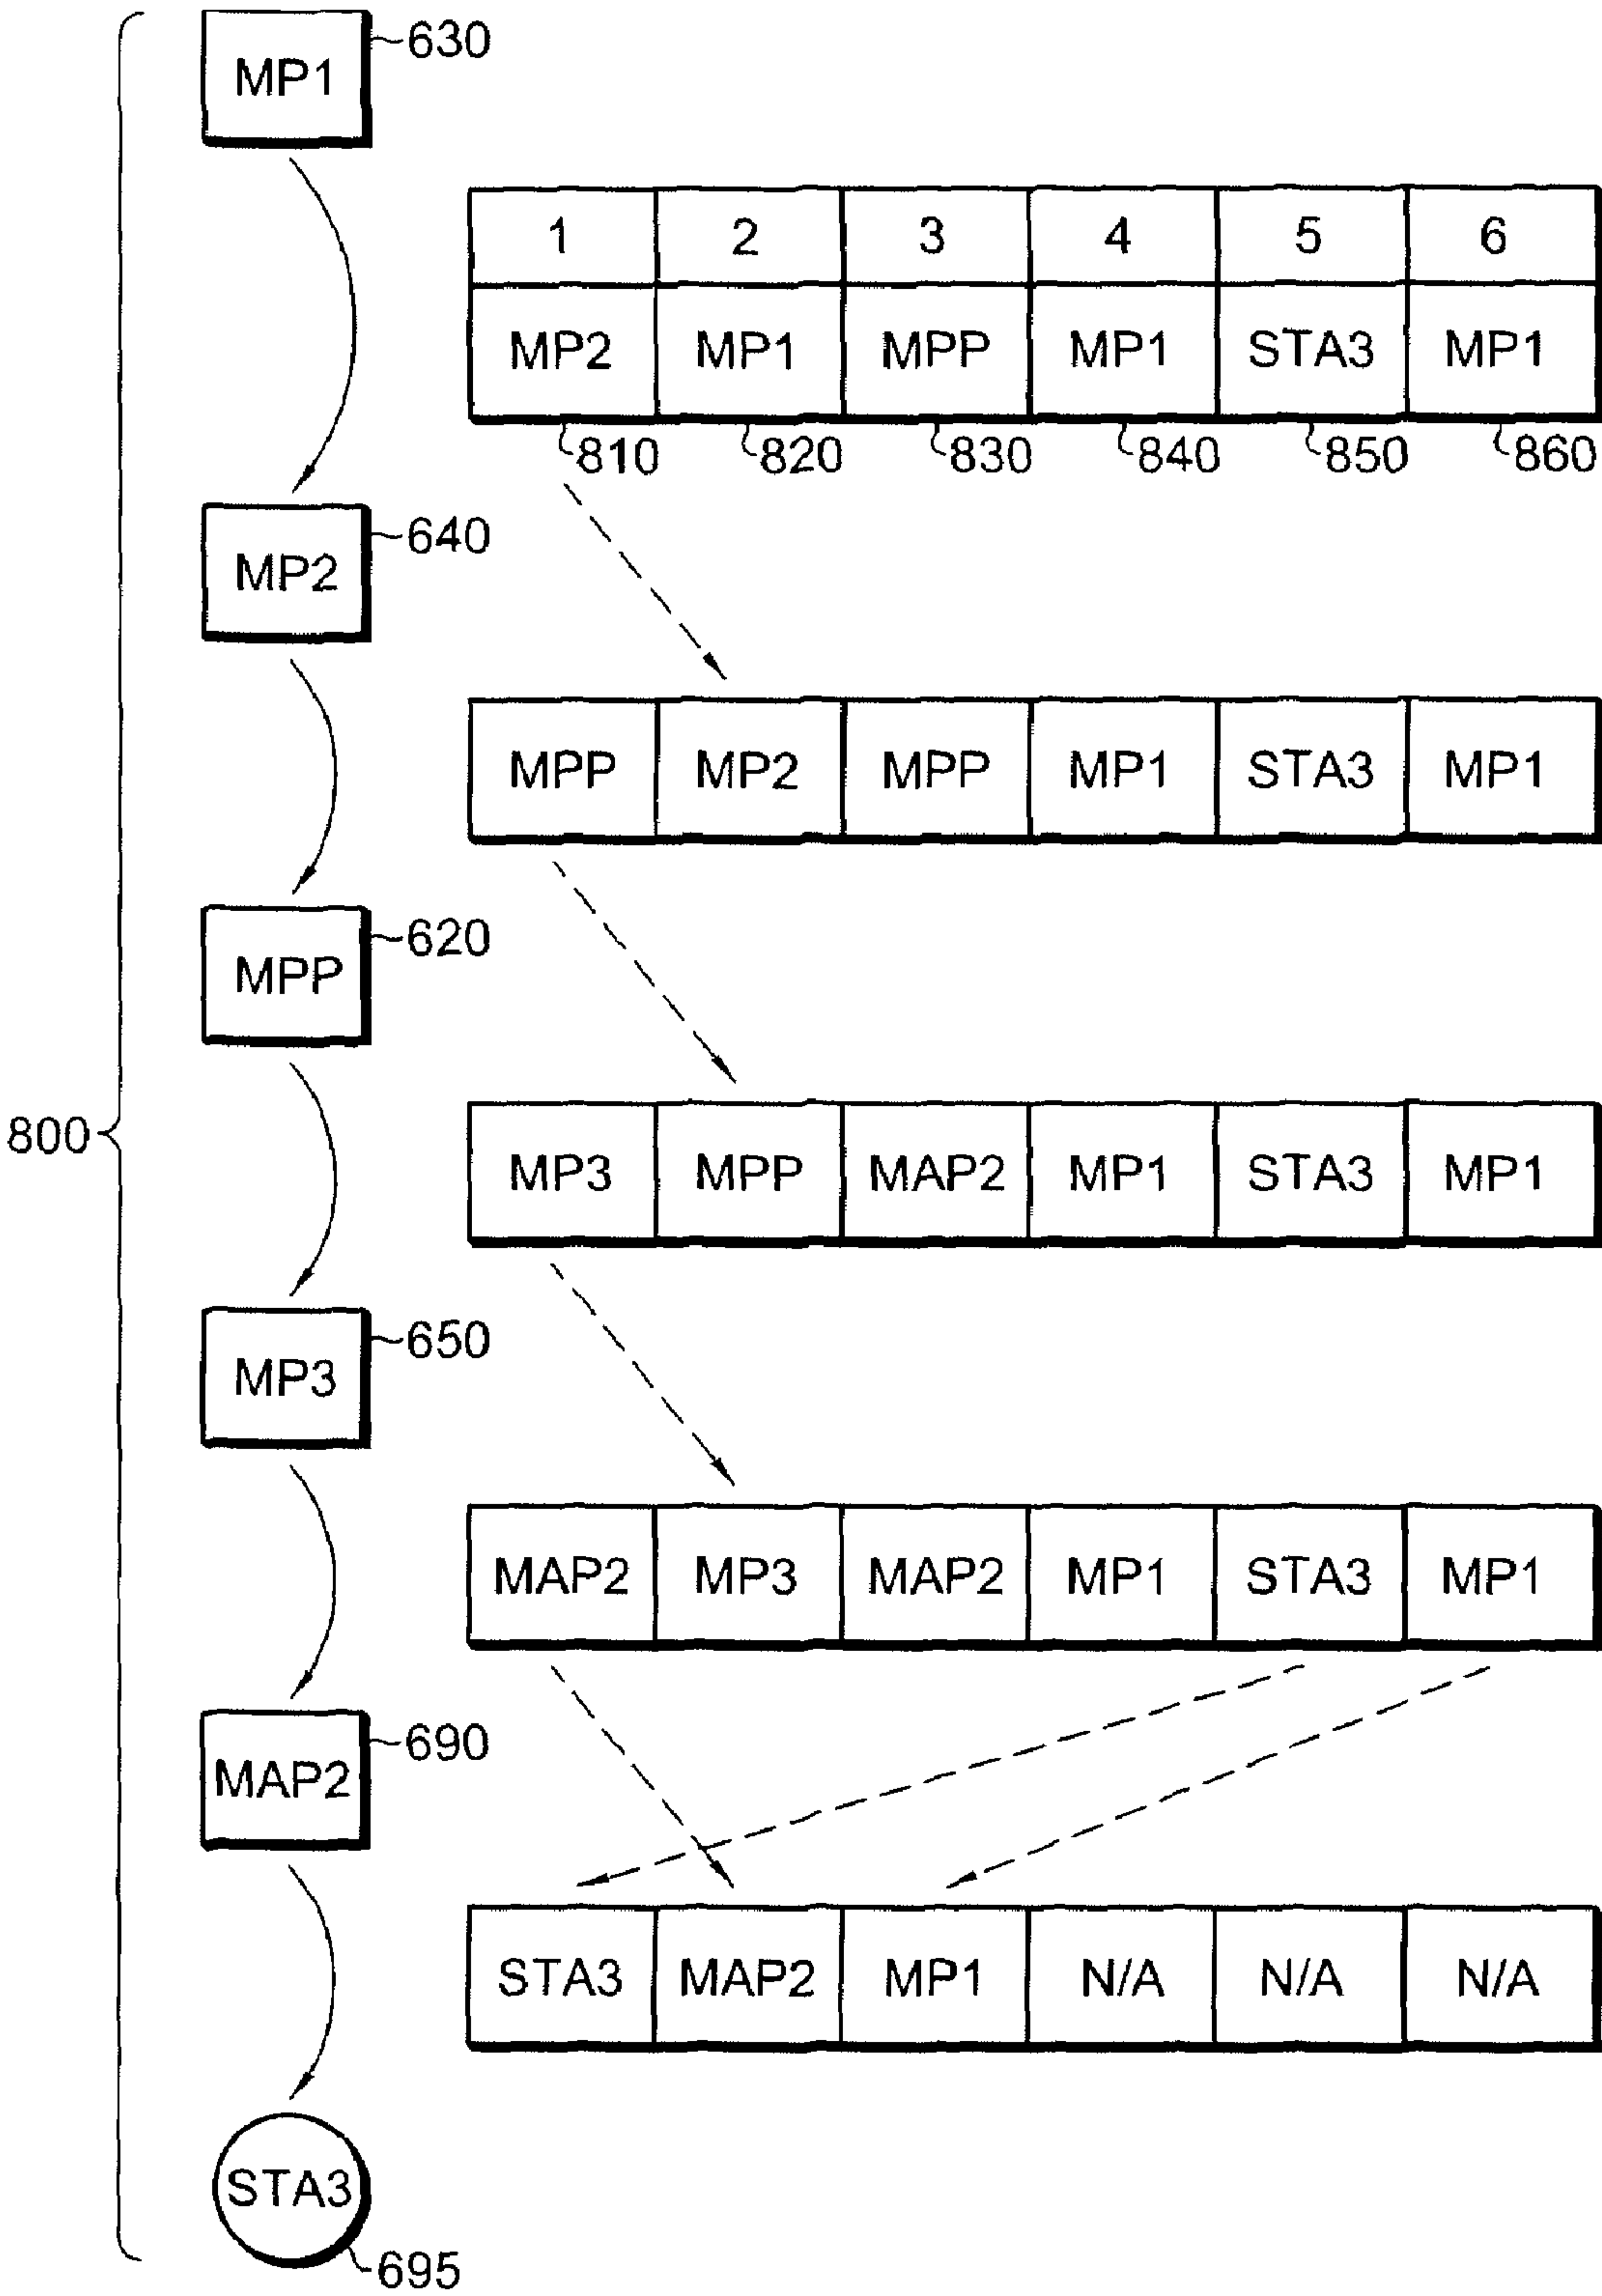 MP1
630
1 2 3 4 5 6
MP2 MP1 MPP MP1 STA3 MP1
810 820 830 840 850 860
640
MP2
MPP MP2 MPP MP1 STA3 MP1
620
MPP
800
MP3 MPP MAP2 MP1 STA3 MP1
650
MP3
MAP2 MP3 MAP2 MP1 STA3 MP1
690
MAP2
STA3 MAP2 MP1 N/A N/A N/A
STA3
695